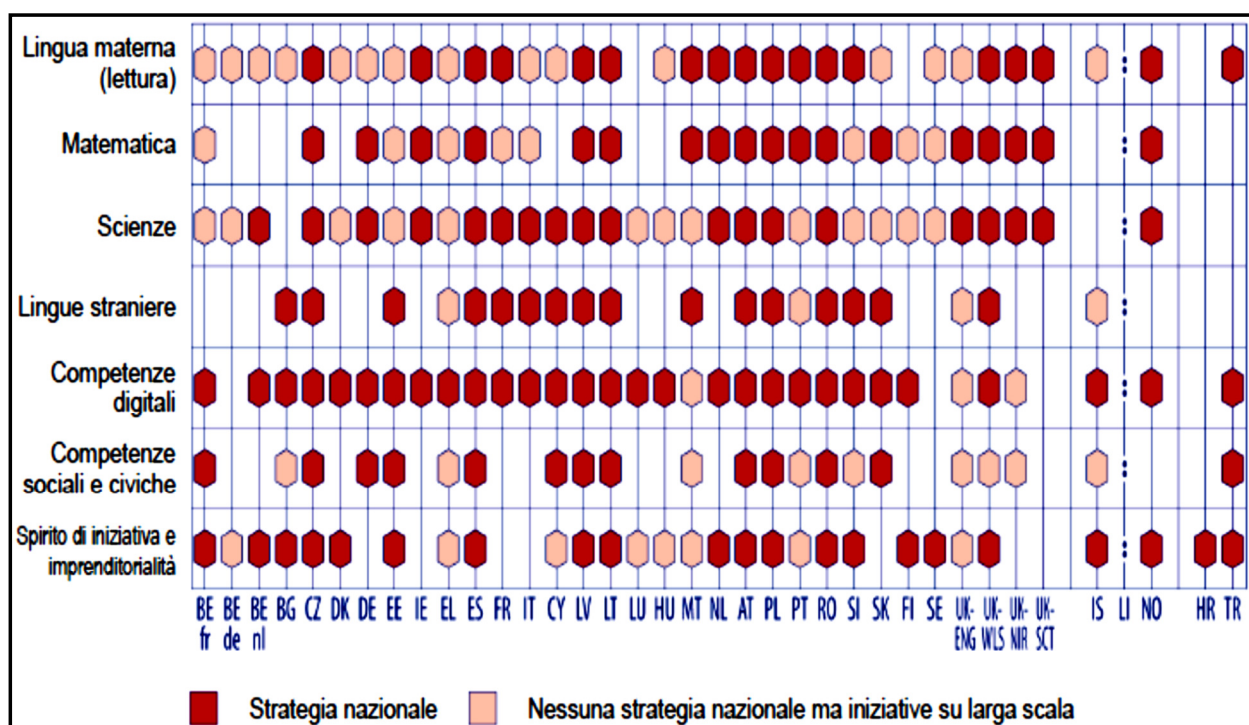 Lingua materna
(lettura)
Matematica
Scienze
Lingue straniere
Competenze
digitali
Competenze
sociali e civiche
Spirito di iniziativa e
imprenditorialità
BE BE BE BG CZ DK DE EE IE EL ES FR IT CY LV LT LU HU MT NL AT PL PT RO SI SK FI SE UK- UK- UK- UK- IS LI NO HR TR
fr de nl ENG WLS NIR SCT
Strategia nazionale Nessuna strategia nazionale ma iniziative su larga scala